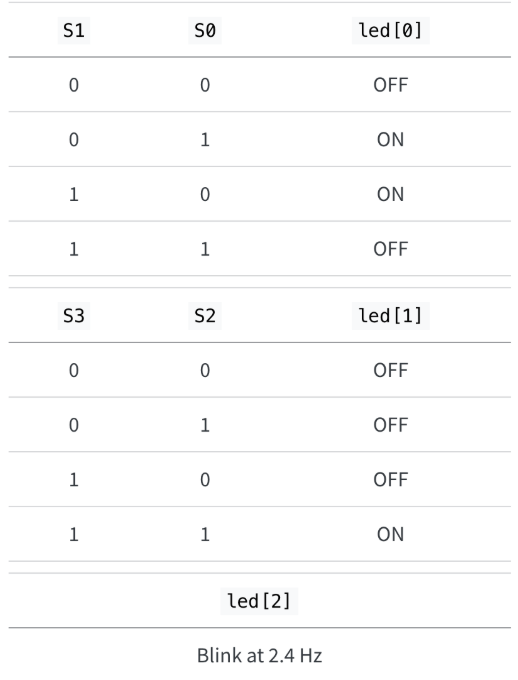 S1 S0 led[0]
0 0 OFF
0 1 ON
1 0 ON
1 1 OFF
S3 S2 led[1]
0 0 OFF
0 1 OFF
1 0 OFF
1 1 ON
led[2]
Blink at 2.4 Hz